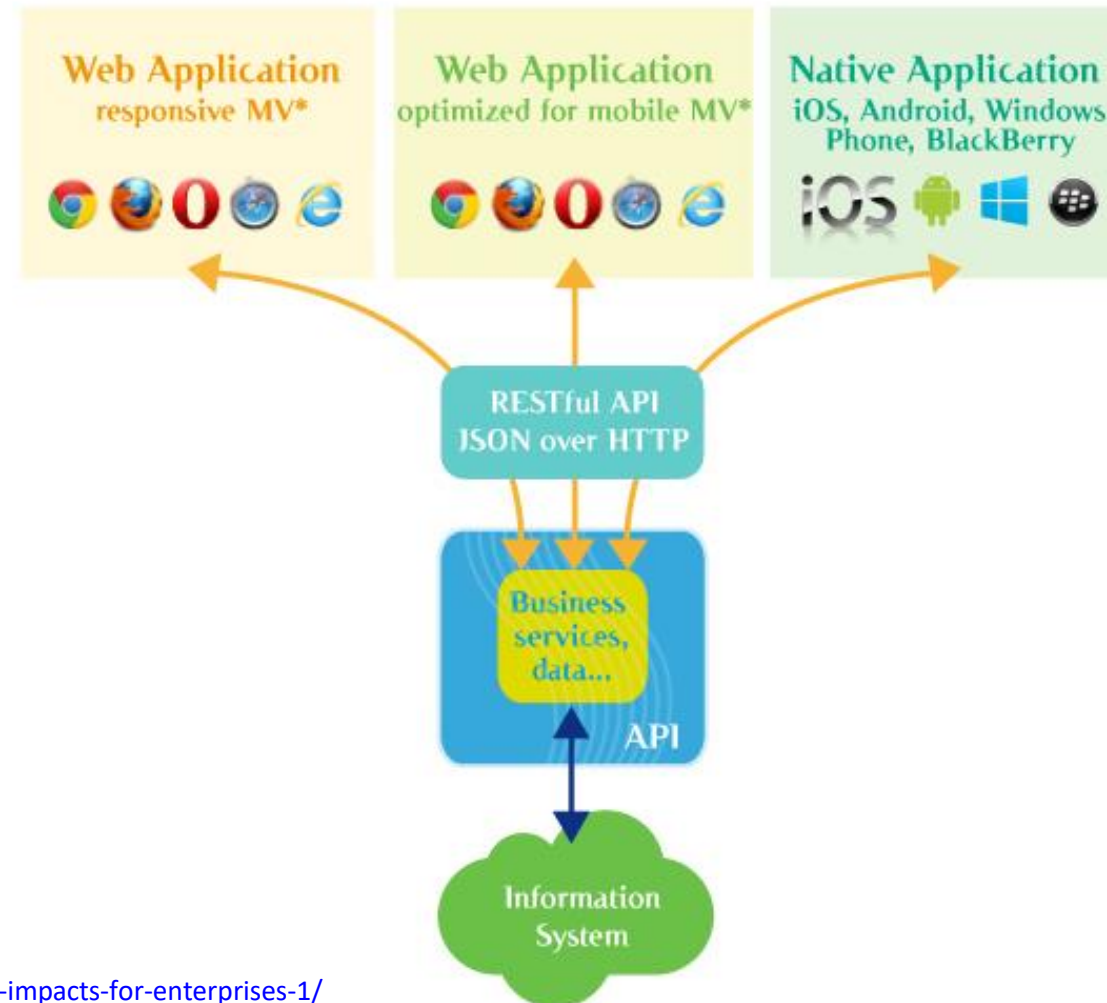 Web Application
responsive MV*
Web Application
optimized for mobile MV*
Native Application
iOS, Android, Windows
Phone, BlackBerry
iOS
RESTful API
JSON over HTTP
Business
services,
data...
API
Information
System
-impacts-for-enterprises-1/